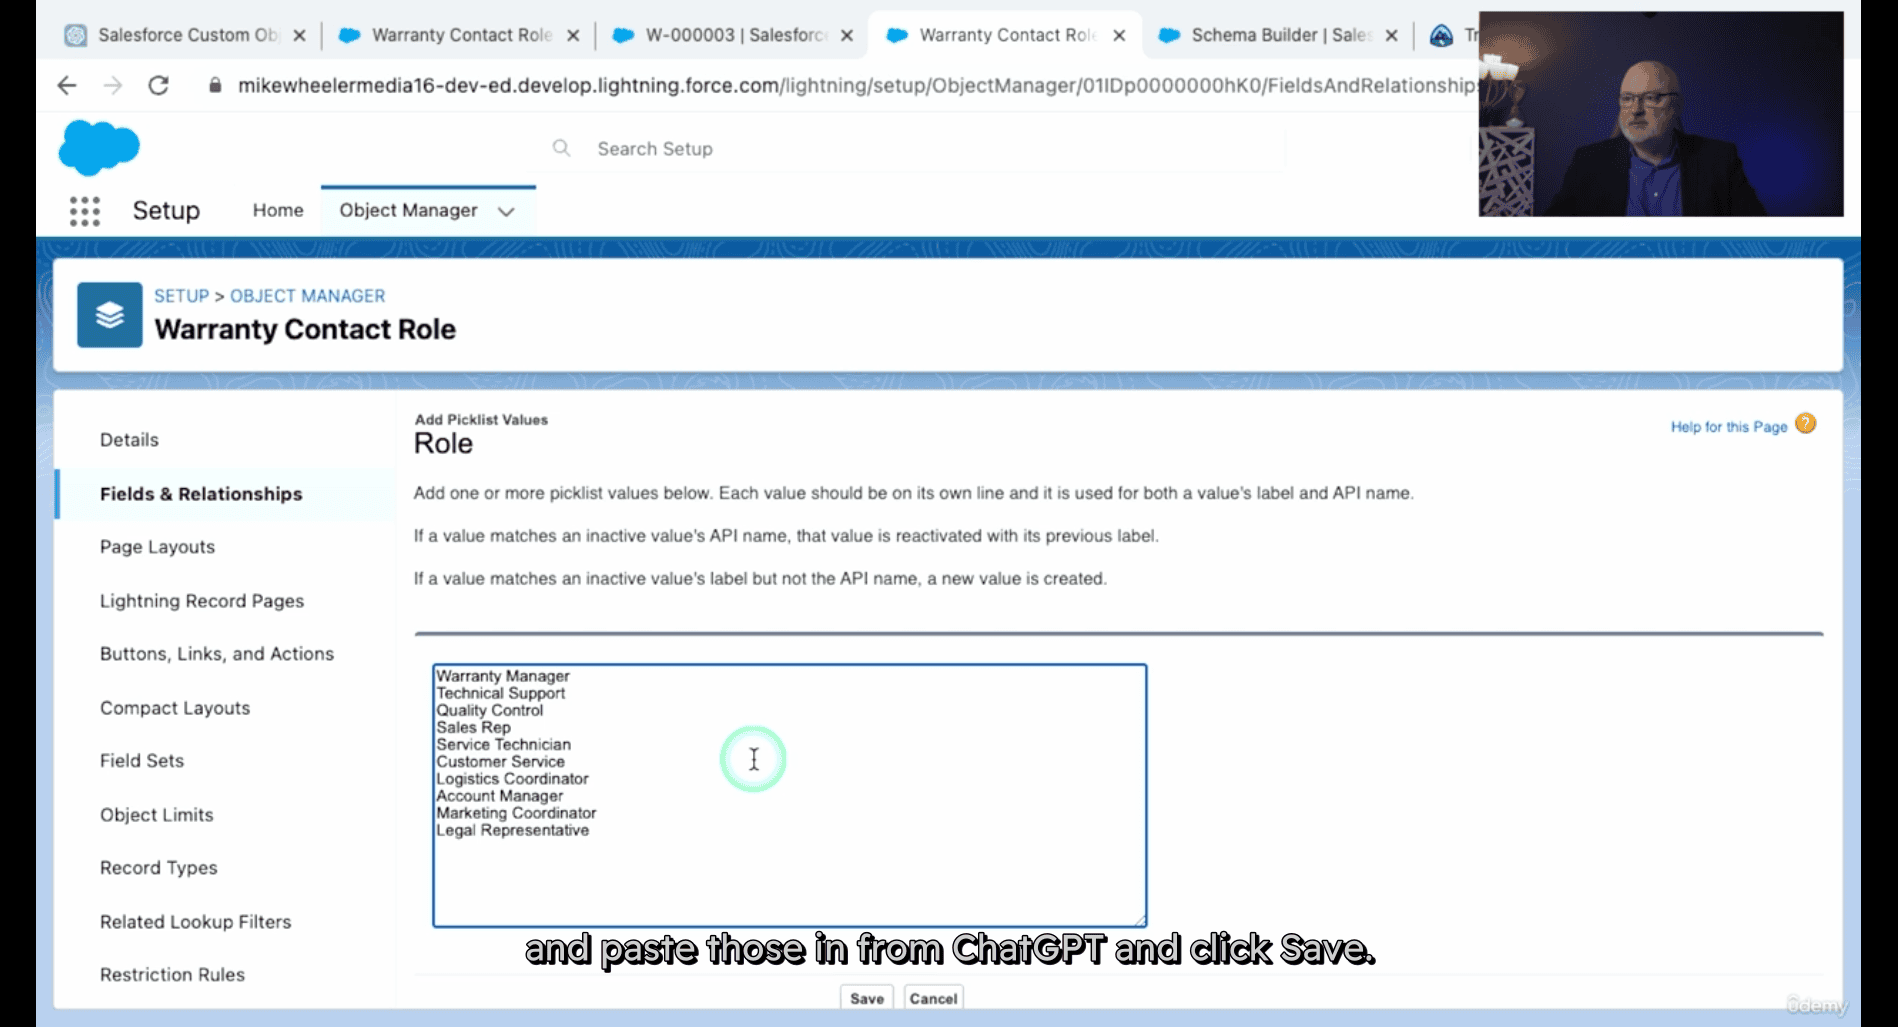 Salesforce Custom Ob
Warranty Contact Role
W-000003 | Salesforc
Warranty Contact Rol
Schema Builder | Sales
Tr
mikewheelermedia16-dev-ed.develop.lightning.force.com/lightning/setup/ObjectManager/01IDp0000000hK0/FieldsAndRelationships
Search Setup
Setup
Home
Object Manager
SETUP > OBJECT MANAGER
Warranty Contact Role
Details
Fields & Relationships
Page Layouts
Lightning Record Pages
Buttons, Links, and Actions
Compact Layouts
Field Sets
Object Limits
Record Types
Related Lookup Filters
Restriction Rules
Add Picklist Values
Role
Help for this Page
Add one or more picklist values below. Each value should be on its own line and it is used for both a value's label and API name.
If a value matches an inactive value's API name, that value is reactivated with its previous label.
If a value matches an inactive value's label but not the API name, a new value is created.
Warranty Manager
Technical Support
Quality Control
Sales Rep
Service Technician
Customer Service
Logistics Coordinator
Account Manager
Marketing Coordinator
Legal Representative
and paste those in from ChatGPT and click Save.
Save
Cancel
ûdemy